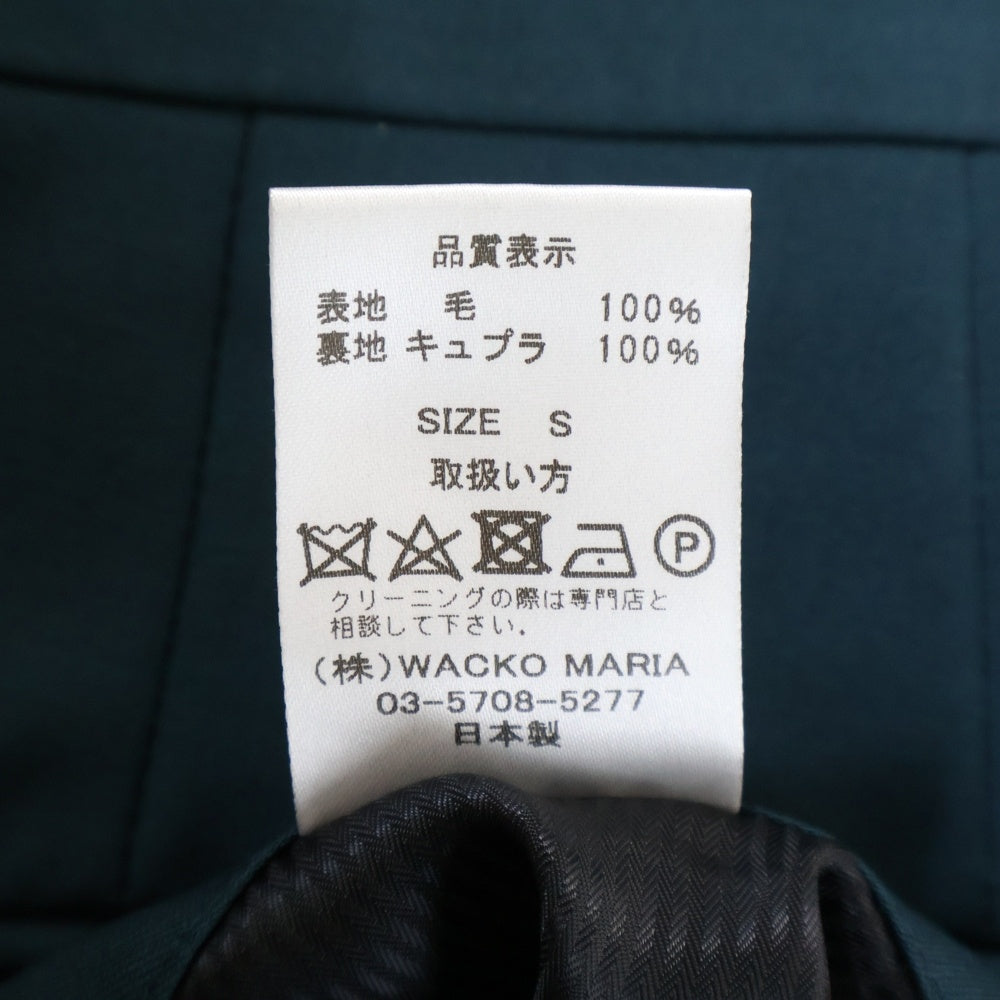 品質表示
表地 毛 100%
裏地 キュプラ 100%
SIZE S
取扱い方
P
クリーニングの際は専門店と
相談して下さい.
(株)WACKO MARIA
03-5708-5277
日本製